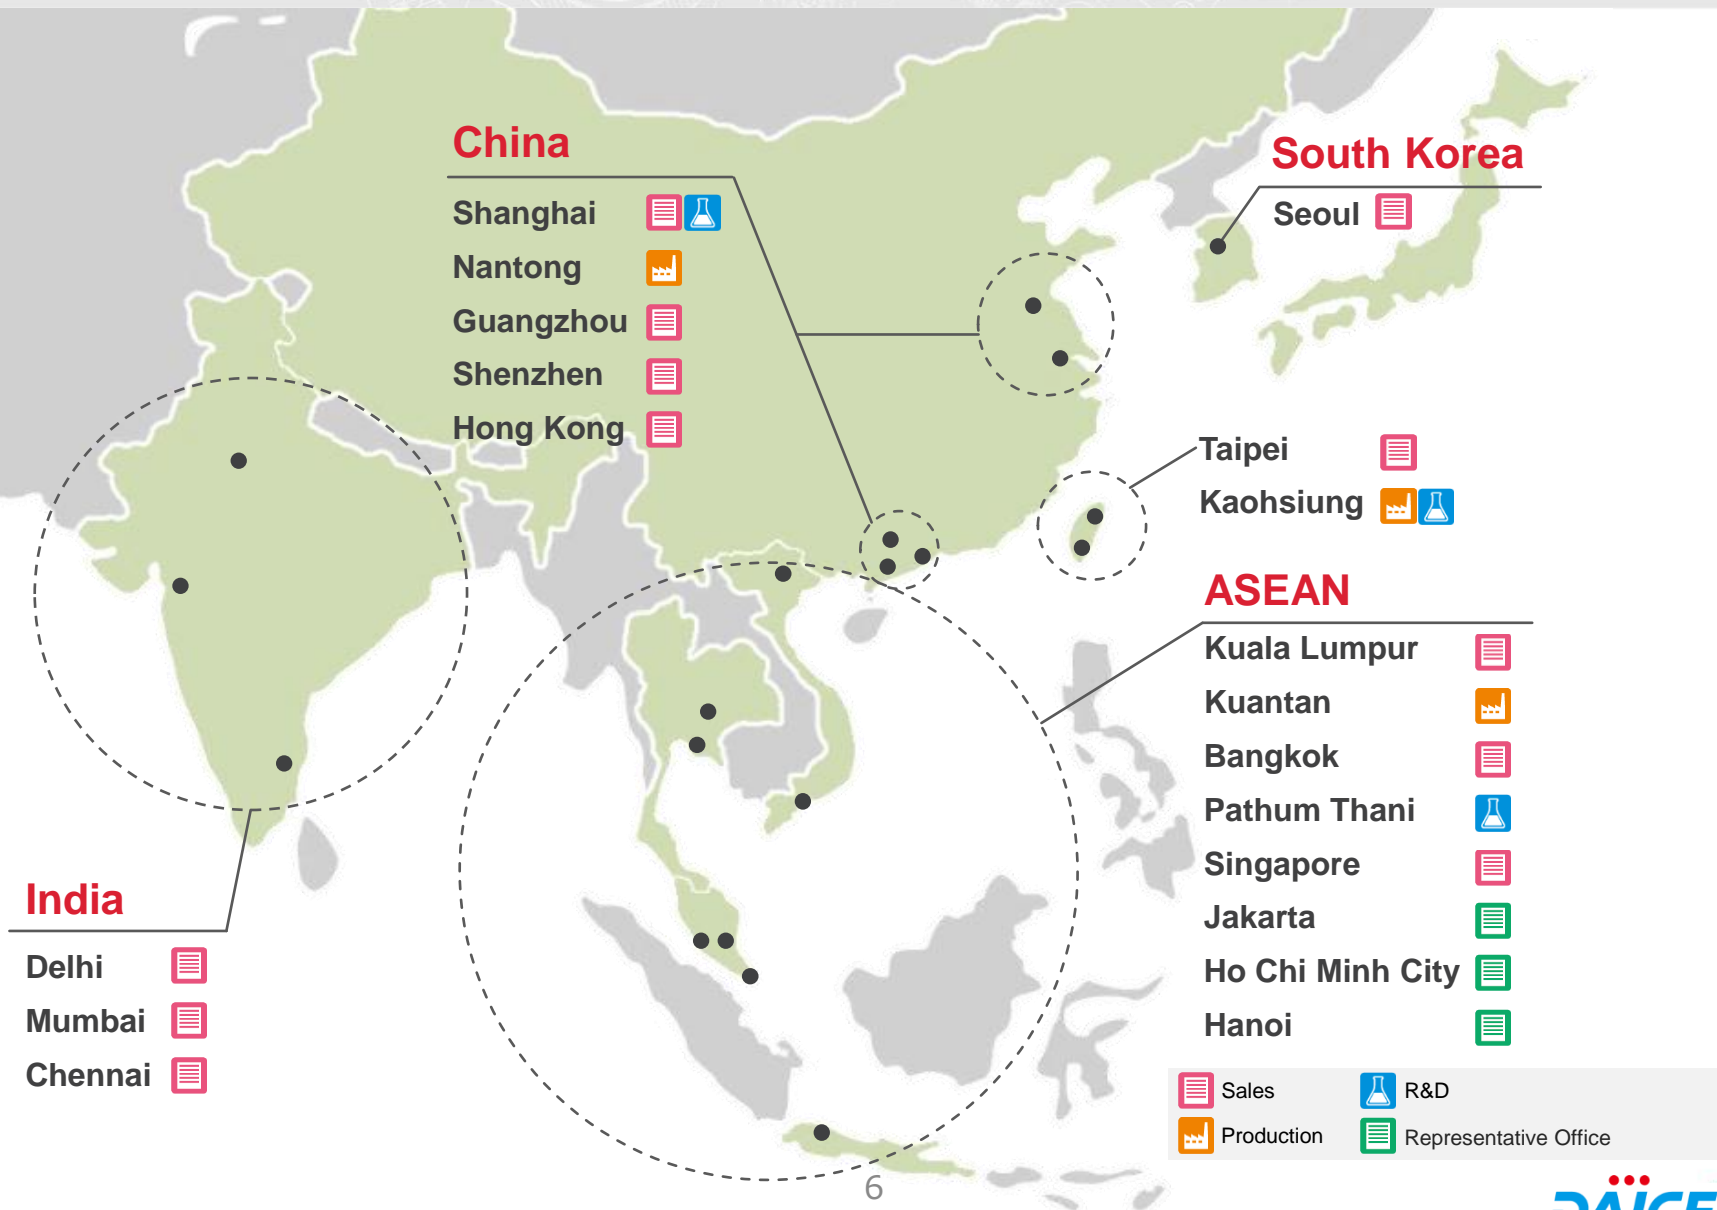 China
Shanghai
Nantong
Guangzhou
Shenzhen
Hong Kong
South Korea
Seoul
Taipei
Kaohsiung
ASEAN
Kuala Lumpur
Kuantan
Bangkok
Pathum Thani
Singapore
Jakarta
Ho Chi Minh City
Hanoi
India
Delhi
Mumbai
Chennai
Sales
R&D
Production
Representative Office
6